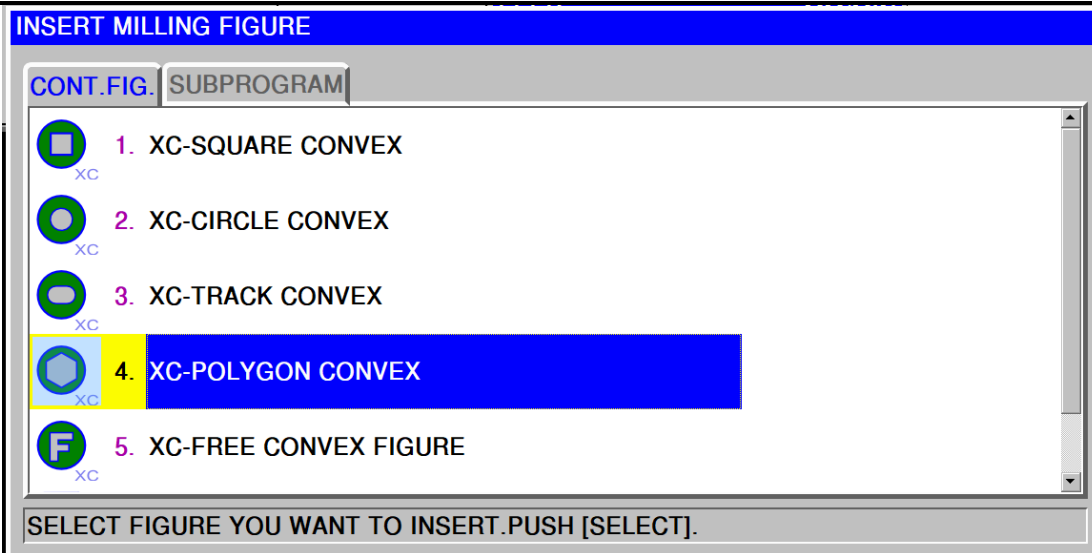 INSERT MILLING FIGURE
CONT.FIG. SUBPROGRAM
1. XC-SQUARE CONVEX
XC
2. XC-CIRCLE CONVEX
XC
3. XC-TRACK CONVEX
XC
4. XC-POLYGON CONVEX
XC
F 5. XC-FREE CONVEX FIGURE
XC
SELECT FIGURE YOU WANT TO INSERT.PUSH [SELECT].